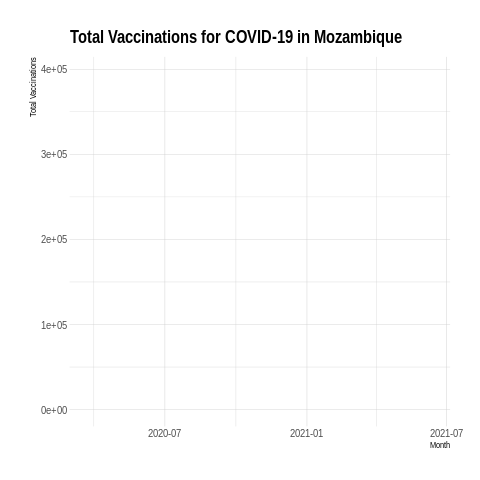 Total Vaccinations for COVID-19 in Mozambique
Total Vaccinations
4e+05
3e+05
2e+05
1e+05
0e+00
2020-07 2021-01 2021-07
Month